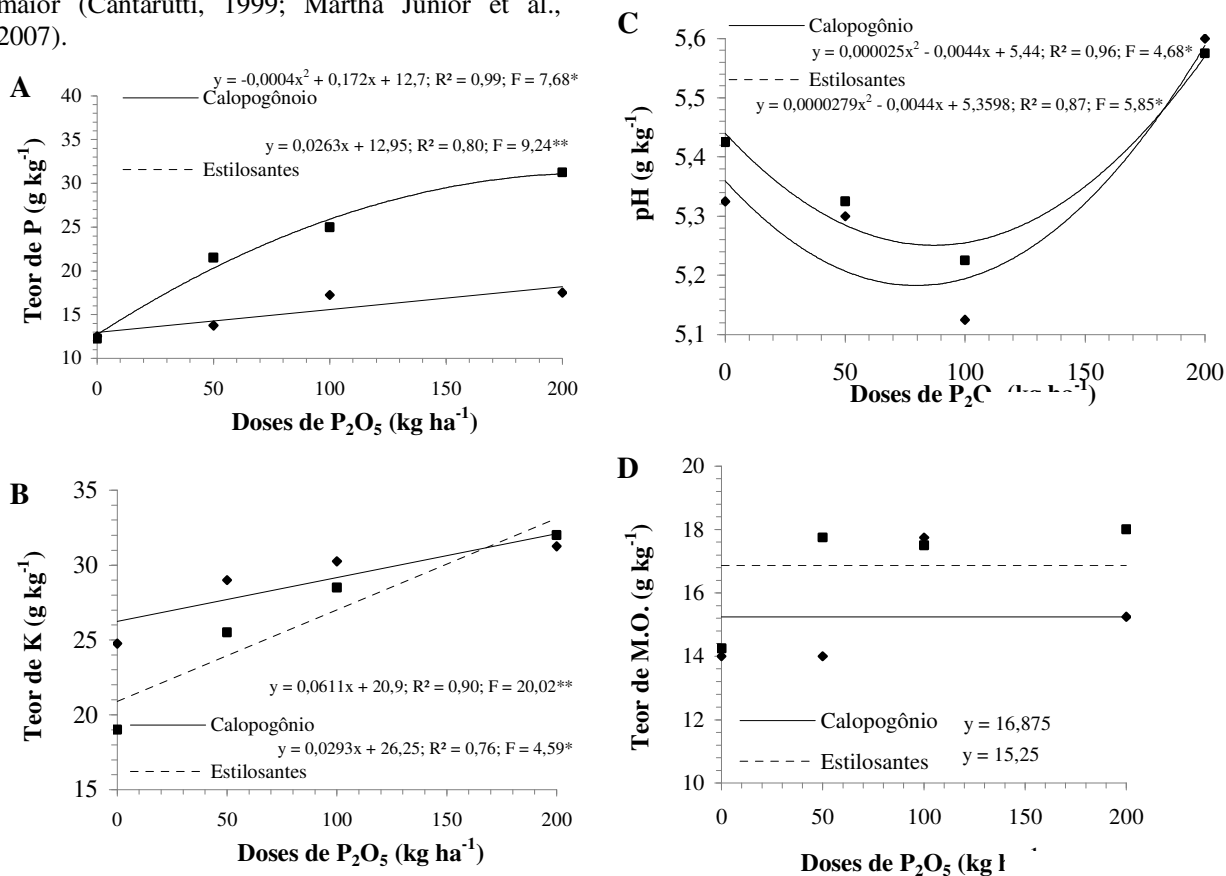 maior (Cantarutti, 1999; Martha Júnior et al.,
2007).
A
y = -0,0004x² + 0,172x + 12,7; R² = 0,99; F = 7,68*
Calopogônoio
y = 0,0263x + 12,95; R² = 0,80; F = 9,24**
Estilosantes
Teor de P (g kg⁻¹)
40
35
30
25
20
15
10
0 50 100 150 200
Doses de P₂O₅ (kg ha⁻¹)
B
Teor de K (g kg⁻¹)
35
30
25
20
15
y = 0,0611x + 20,9; R² = 0,90; F = 20,02**
Calopogônio
y = 0,0293x + 26,25; R² = 0,76; F = 4,59*
Estilosantes
0 50 100 150 200
Doses de P₂O₅ (kg ha⁻¹)
C
Calopogônio
y = 0,000025x² - 0,0044x + 5,44; R² = 0,96; F = 4,68*
Estilosantes
y = 0,0000279x² - 0,0044x + 5,3598; R² = 0,87; F = 5,85*
pH (g kg⁻¹)
5,6
5,5
5,4
5,3
5,2
5,1
0 50 100 150 200
Doses de
D
Teor de M.O. (g kg⁻¹)
20
18
16
14
12
10
Calopogônio y = 16,875
Estilosantes y = 15,25
0 50 100 150 200
Doses de P₂O₅ (kg